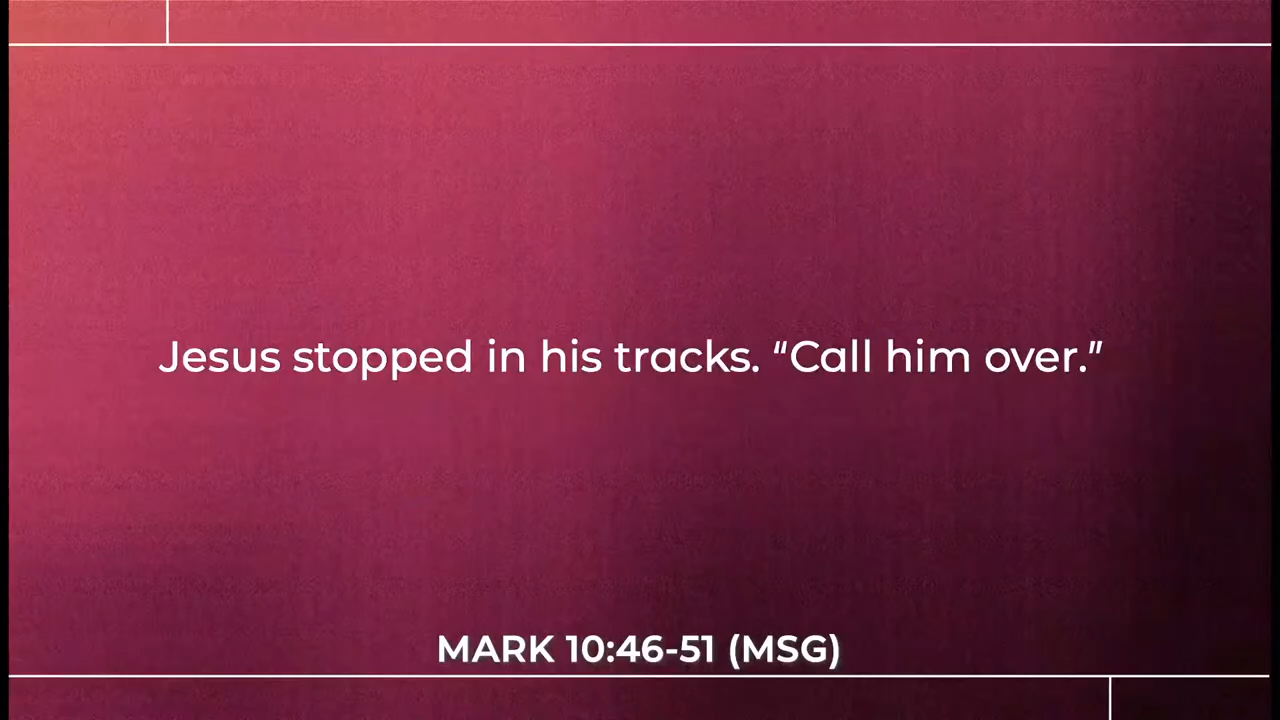 Jesus stopped in his tracks. “Call him over.”
MARK 10:46-51 (MSG)